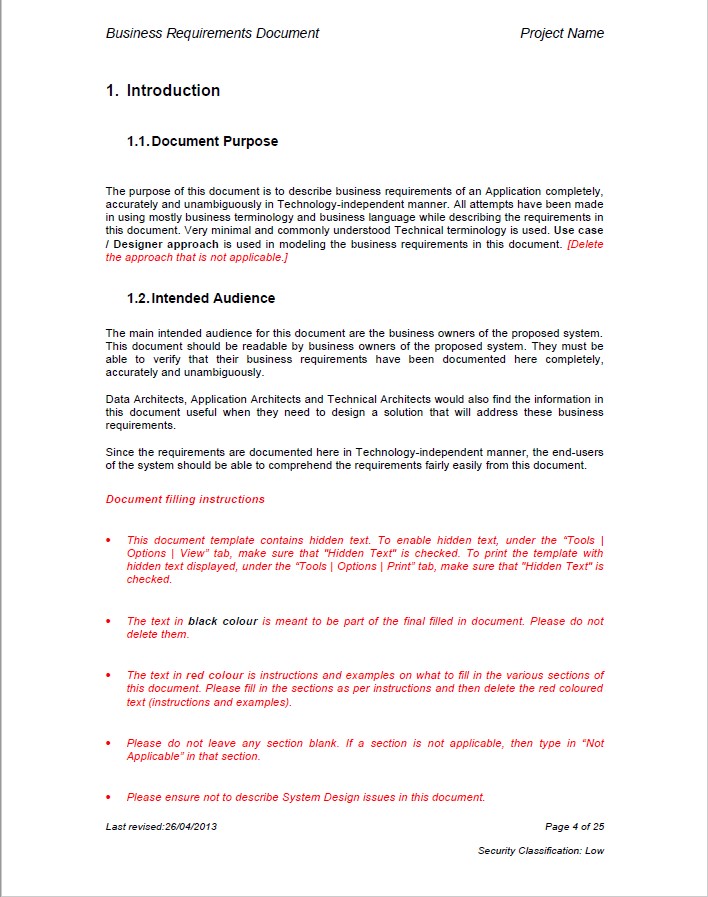 Business Requirements Document Project Name
1. Introduction
1.1. Document Purpose
The purpose of this document is to describe business requirements of an Application completely,
accurately and unambiguously in Technology-independent manner. All attempts have been made
in using mostly business terminology and business language while describing the requirements in
this document. Very minimal and commonly understood Technical terminology is used. Use case
/ Designer approach is used in modeling the business requirements in this document. [Delete
the approach that is not applicable.]
1.2. Intended Audience
The main intended audience for this document are the business owners of the proposed system.
This document should be readable by business owners of the proposed system. They must be
able to verify that their business requirements have been documented here completely,
accurately and unambiguously.
Data Architects, Application Architects and Technical Architects would also find the information in
this document useful when they need to design a solution that will address these business
requirements.
Since the requirements are documented here in Technology-independent manner, the end-users
of the system should be able to comprehend the requirements fairly easily from this document.
Document filling instructions
• This document template contains hidden text. To enable hidden text, under the "Tools |
Options | View" tab, make sure that "Hidden Text" is checked. To print the template with
hidden text displayed, under the "Tools | Options | Print" tab, make sure that "Hidden Text" is
checked.
• The text in black colour is meant to be part of the final filled in document. Please do not
delete them.
• The text in red colour is instructions and examples on what to fill in the various sections of
this document. Please fill in the sections as per instructions and then delete the red coloured
text (instructions and examples).
• Please do not leave any section blank. If a section is not applicable, then type in "Not
Applicable" in that section.
• Please ensure not to describe System Design issues in this document.
Last revised:26/04/2013 Page 4 of 25
Security Classification: Low